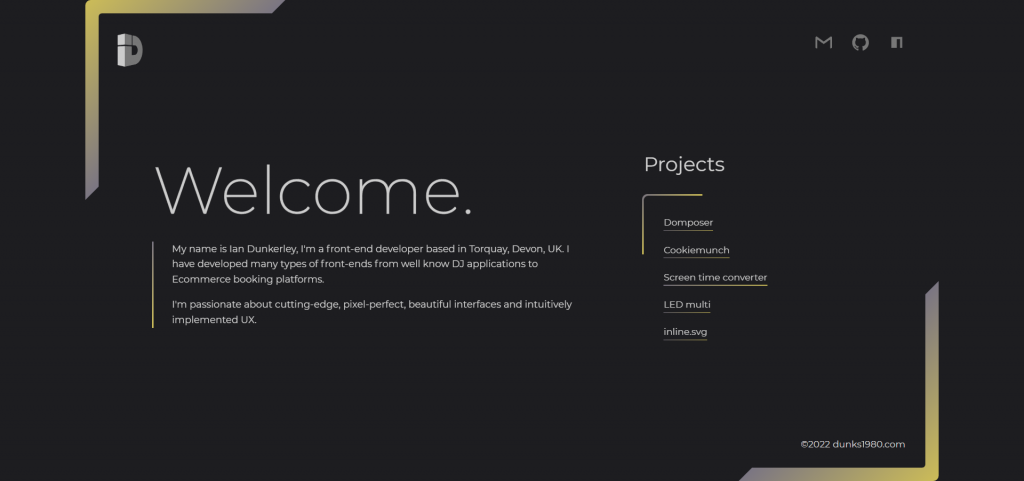 Welcome.
My name is Ian Dunkerley, I'm a front-end developer based in Torquay, Devon, UK. I
have developed many types of front-ends from well know DJ applications to
Ecommerce booking platforms.
I'm passionate about cutting-edge, pixel-perfect, beautiful interfaces and intuitively
implemented UX.
Projects
Domposer
Cookiemunch
Screen time converter
LED multi
inline.svg
©2022 dunks1980.com